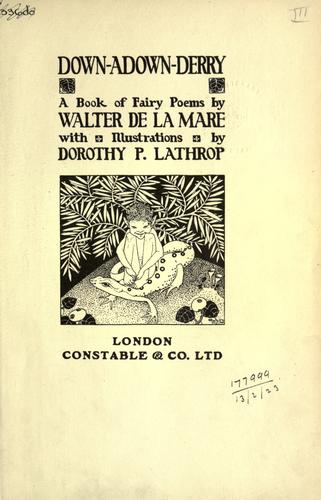 III
DOWN-ADOWN-DERRY
A Book of Fairy Poems by
WALTER DE LA MARE
with Illustrations by
DOROTHY P. LATHROP
LONDON
CONSTABLE & CO. LTD
177999
13/2/23